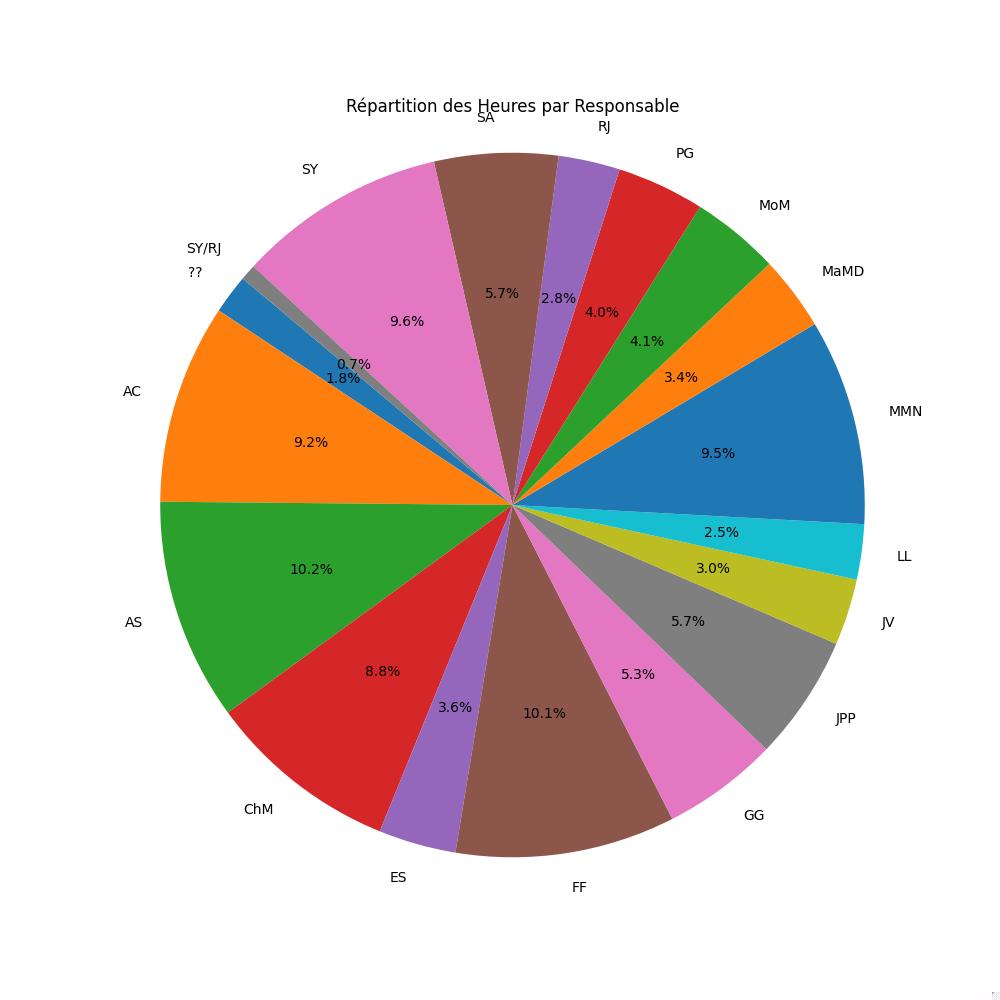 Répartition des Heures par Responsable
SA
RJ
PG
MoM
MaMD
MMN
LL
JV
JPP
GG
FF
ES
ChM
AS
AC
??
SY/RJ
SY
5.7%
2.8%
4.0%
4.1%
3.4%
9.5%
2.5%
3.0%
5.7%
5.3%
10.1%
3.6%
8.8%
10.2%
9.2%
1.8%
0.7%
9.6%